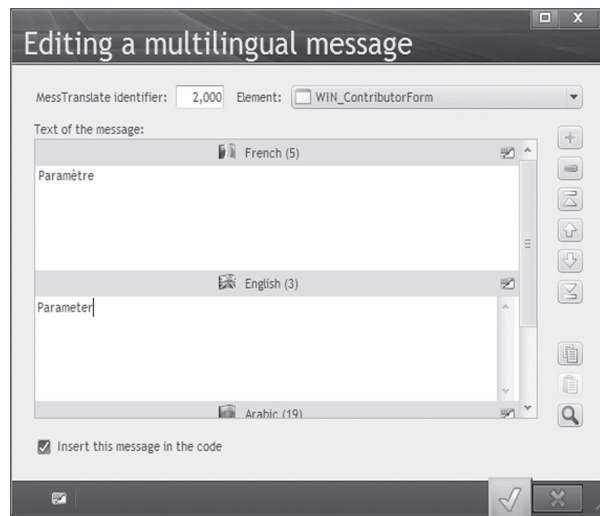 X
Editing a multilingual message
MessTranslate identifier: 2,000 Element: WIN_ContributorForm
Text of the message:
French (5)
Paramètre
English (3)
Parameter
Arabic (19)
Insert this message in the code